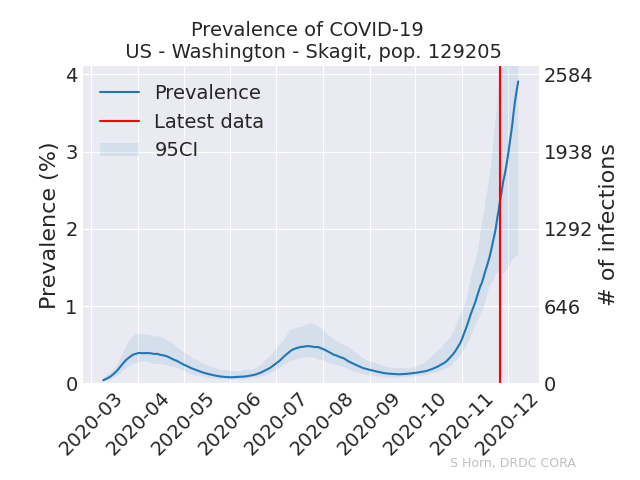 Prevalence of COVID-19
US - Washington - Skagit, pop. 129205
Prevalence
Latest data
95CI
Prevalence (%)
4
3
2
1
0
2584
1938
1292
646
0
# of infections
2020-03
2020-04
2020-05
2020-06
2020-07
2020-08
2020-09
2020-10
2020-11
2020-12
S Horn, DRDC CORA